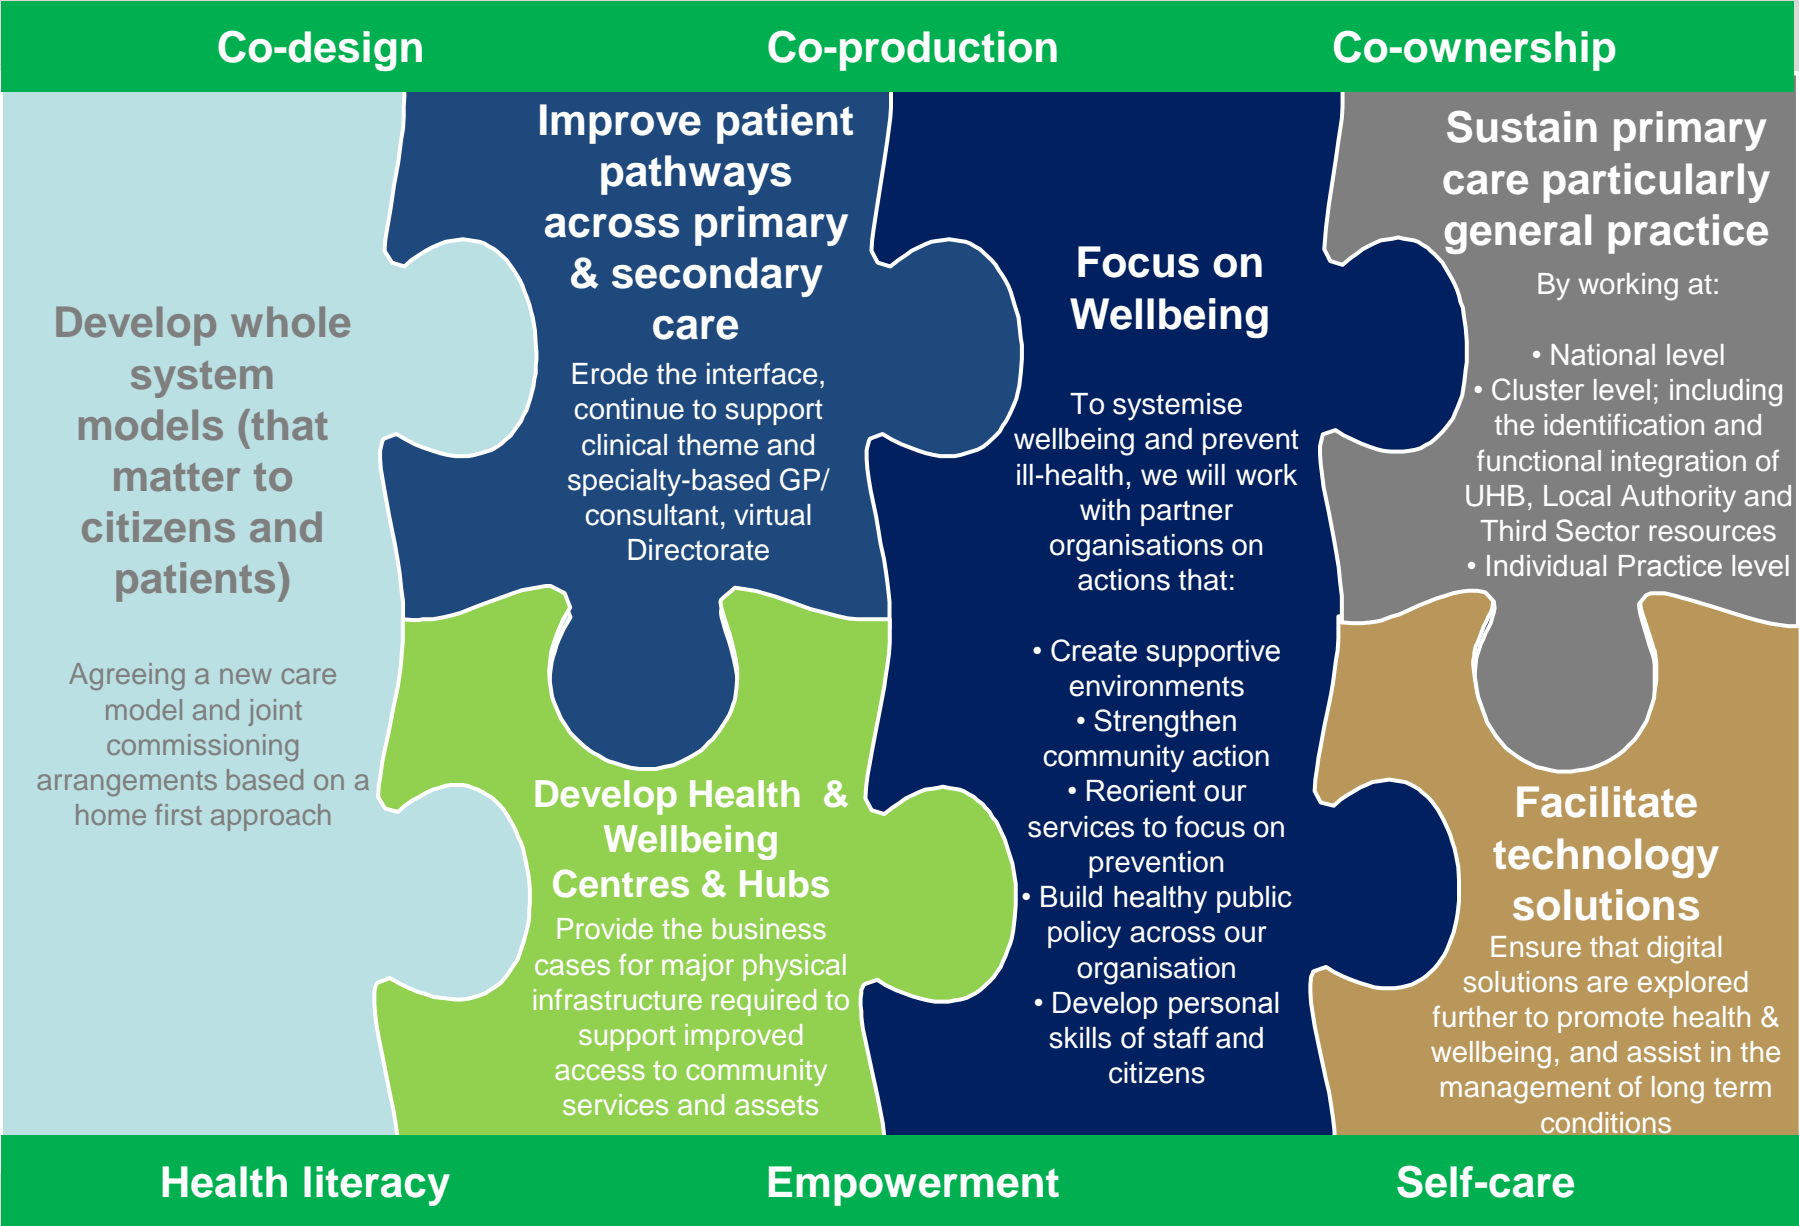 Co-design
Co-production
Co-ownership
Develop whole
system
models (that
matter to
citizens and
patients)
Agreeing a new care
model and joint
commissioning
arrangements based on a
home first approach
Improve patient
pathways
across primary
& secondary
care
Erode the interface,
continue to support
clinical theme and
specialty-based GP/
consultant, virtual
Directorate
Develop Health &
Wellbeing
Centres & Hubs
Provide the business
cases for major physical
infrastructure required to
support improved
access to community
services and assets
Focus on
Wellbeing
To systemise
wellbeing and prevent
ill-health, we will work
with partner
organisations on
actions that:
• Create supportive
environments
• Strengthen
community action
• Reorient our
services to focus on
prevention
• Build healthy public
policy across our
organisation
• Develop personal
skills of staff and
citizens
Sustain primary
care particularly
general practice
By working at:
• National level
• Cluster level; including
the identification and
functional integration of
UHB, Local Authority and
Third Sector resources
• Individual Practice level
Facilitate
technology
solutions
Ensure that digital
solutions are explored
further to promote health &
wellbeing, and assist in the
management of long term
conditions
Health literacy
Empowerment
Self-care